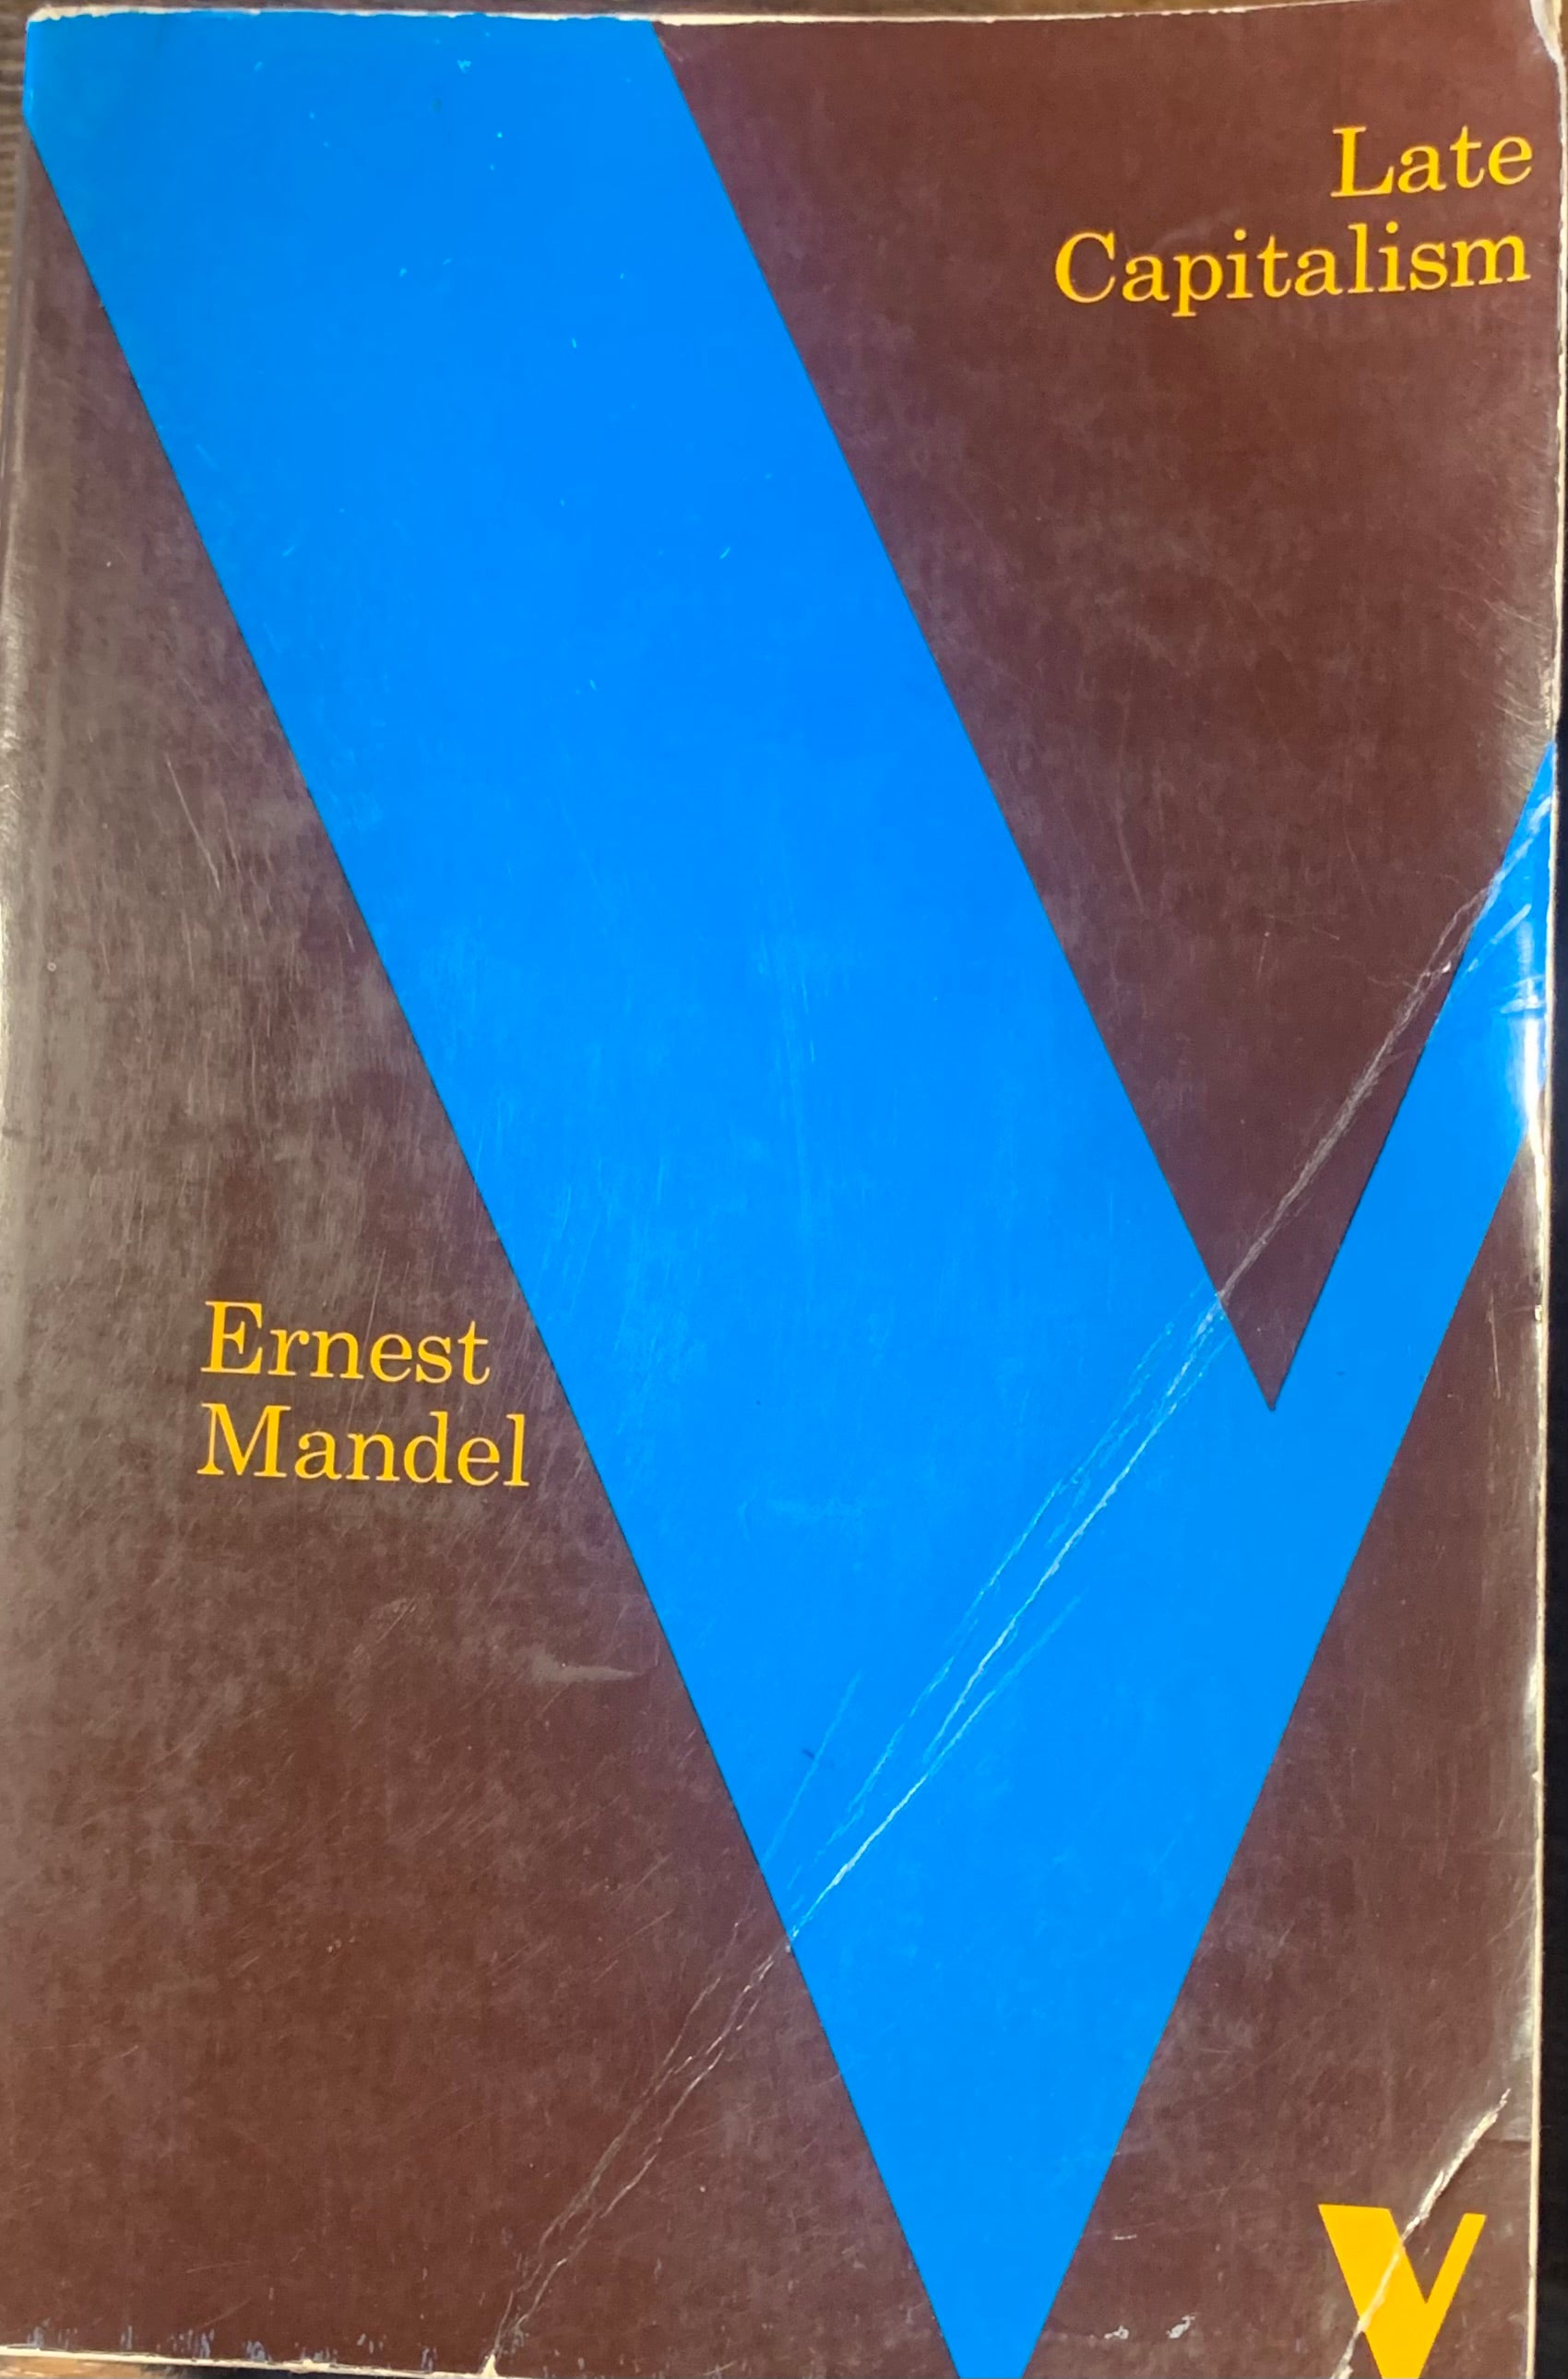 Late
Capitalism
Ernest
Mandel
V